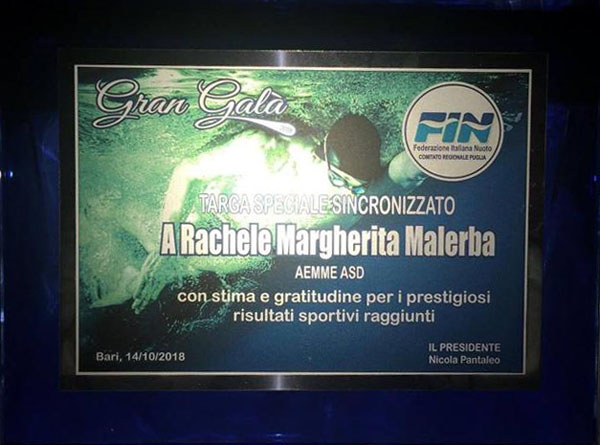 Gran Galà
FIN
Federazione Italiana Nuoto
COMITATO REGIONALE PUGLIA
TARGA SPECIALE SINCRONIZZATO
A Rachele Margherita Malerba
AEMME ASD
con stima e gratitudine per i prestigiosi
risultati sportivi raggiunti
Bari, 14/10/2018
IL PRESIDENTE
Nicola Pantaleo